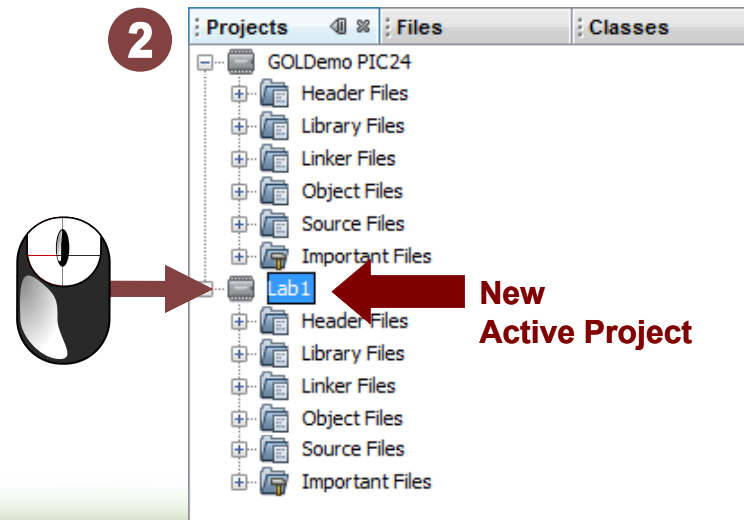 2
Projects
Files
Classes
GOLDemo PIC24
Header Files
Library Files
Linker Files
Object Files
Source Files
Important Files
Lab1
New
Active Project
Header Files
Library Files
Linker Files
Object Files
Source Files
Important Files